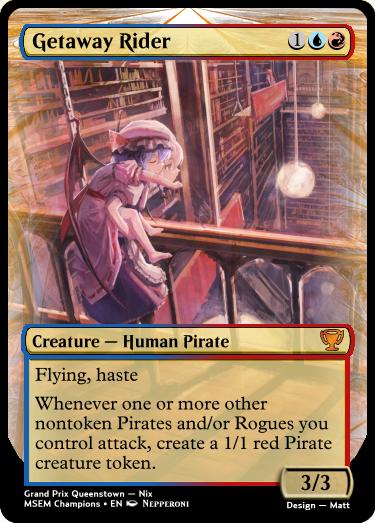 Getaway Rider 1
Creature — Human Pirate
Flying, haste
Whenever one or more other
nontoken Pirates and/or Rogues you
control attack, create a 1/1 red Pirate
creature token.
3/3
Grand Prix Queenstown — Nix
MSEM Champions • EN Nepperoni
Design — Matt